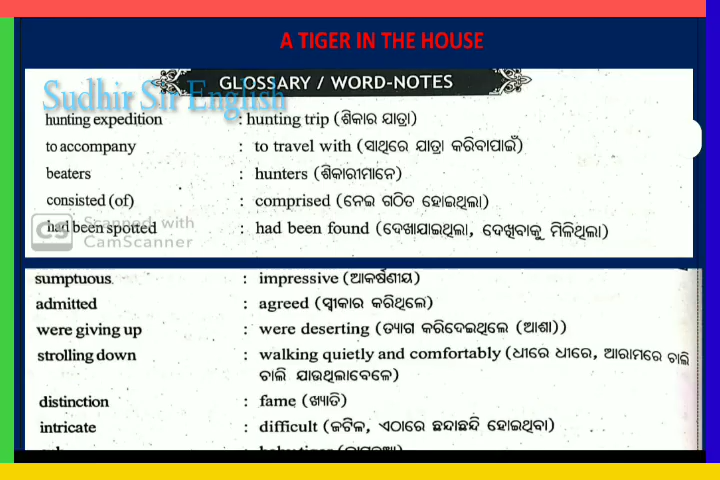 A TIGER IN THE HOUSE
GLOSSARY / WORD-NOTES
Sudhir Sir English
hunting expedition : hunting trip (ଶିକାର ଯାତ୍ରା)
to accompany : to travel with (ସାଥିରେ ଯାତ୍ରା କରିବାପାଇଁ)
beaters : hunters (ଶିକାରୀମାନେ)
consisted (of) : comprised (ନେଇ ଗଠିତ ହୋଇଥିଲା)
had been spotted : had been found (ଦେଖାଯାଇଥିଲା, ଦେଖିବାକୁ ମିଳିଥିଲା)
CS Scanned with
CamScanner
sumptuous : impressive (ଆକର୍ଷଣୀୟ)
admitted : agreed (ସ୍ୱୀକାର କରିଥିଲେ)
were giving up : were deserting (ତ୍ୟାଗ କରିଦେଇଥିଲେ (ଆଶା))
strolling down : walking quietly and comfortably (ଧୀରେ ଧୀରେ, ଆରାମରେ ଚାଲି
ଚାଲି ଯାଉଥିଲାବେଳେ)
distinction : fame (ଖ୍ୟାତି)
intricate : difficult (ଜଟିଳ, ଏଠାରେ ଛନ୍ଦାଛନ୍ଦି ହୋଇଥିବା)